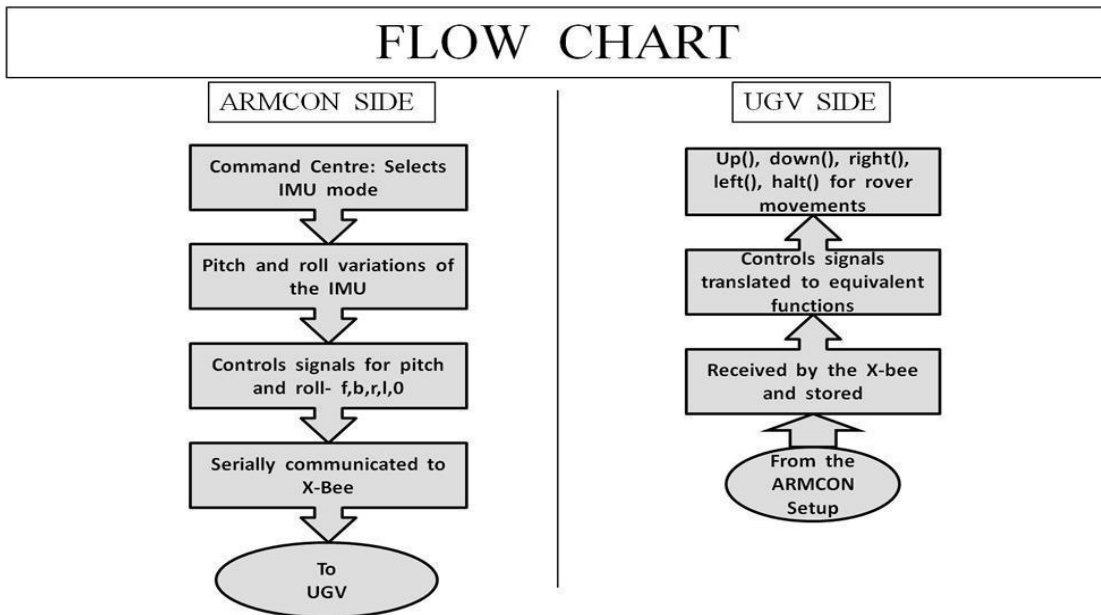 FLOW CHART
ARMCON SIDE
Command Centre: Selects
IMU mode
Pitch and roll variations of
the IMU
Controls signals for pitch
and roll- f,b,r,l,0
Serially communicated to
X-Bee
To
UGV
UGV SIDE
Up(), down(), right(),
left(), halt() for rover
movements
Controls signals
translated to equivalent
functions
Received by the X-bee
and stored
From the
ARMCON
Setup